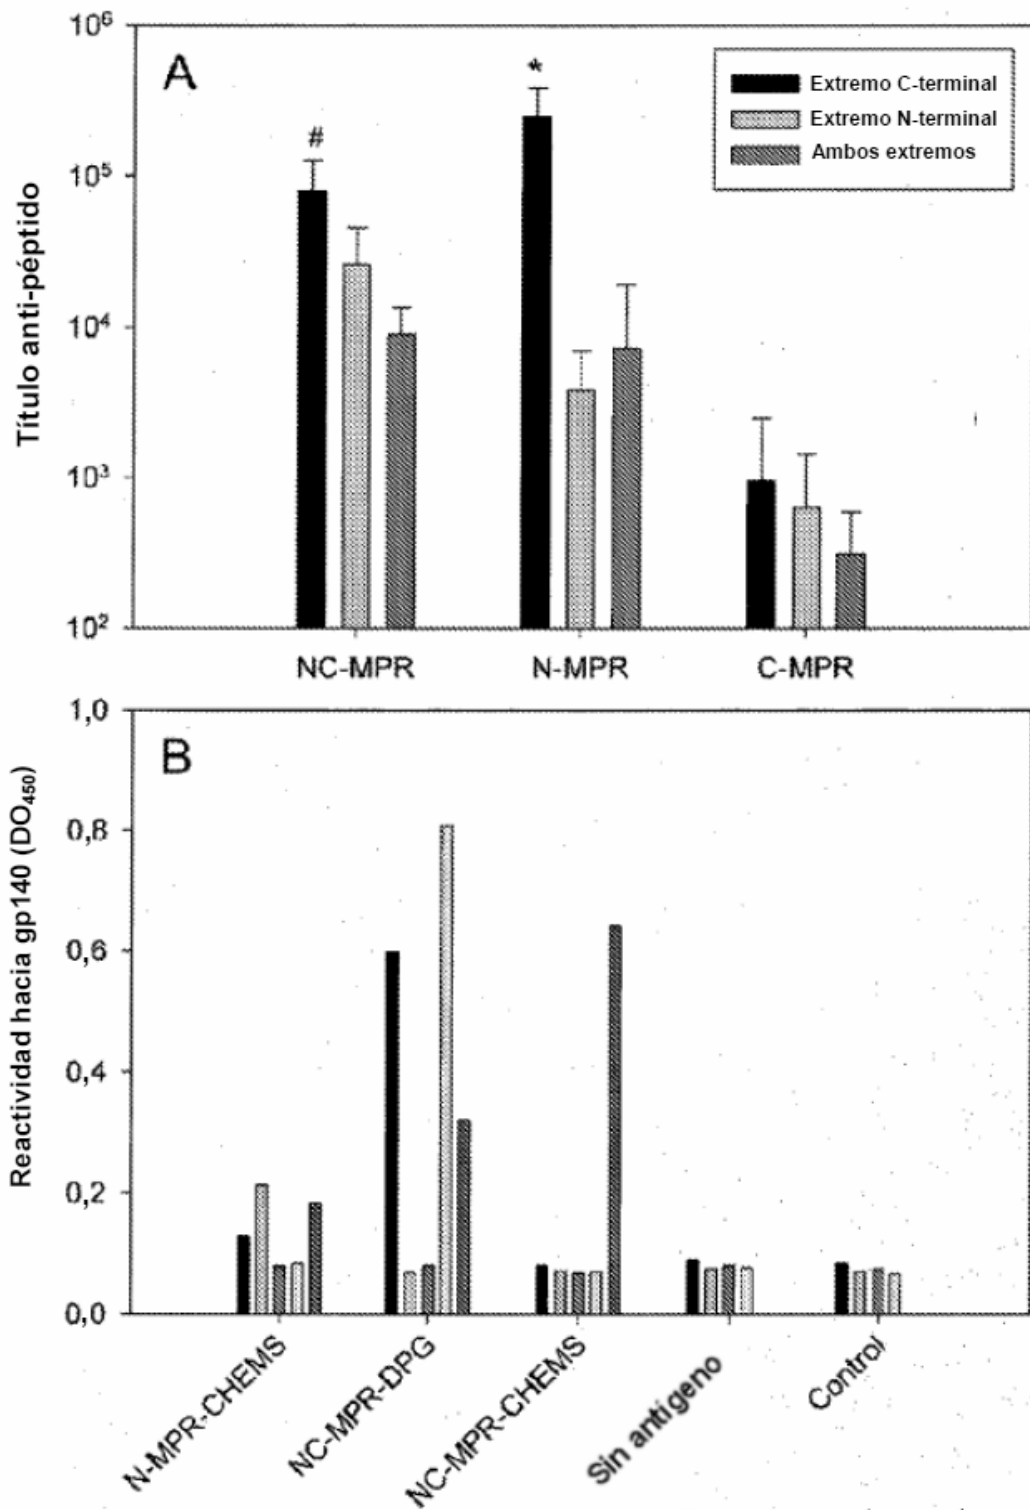 A
Título anti-péptido
10⁶
10⁵
10⁴
10³
10²
#
*
Extremo C-terminal
Extremo N-terminal
Ambos extremos
NC-MPR
N-MPR
C-MPR
B
Reactividad hacia gp140 (DO₄₅₀)
1,0
0,8
0,6
0,4
0,2
0,0
N-MPR-CHEMS
NC-MPR-DPG
NC-MPR-CHEMS
Sin antígeno
Control